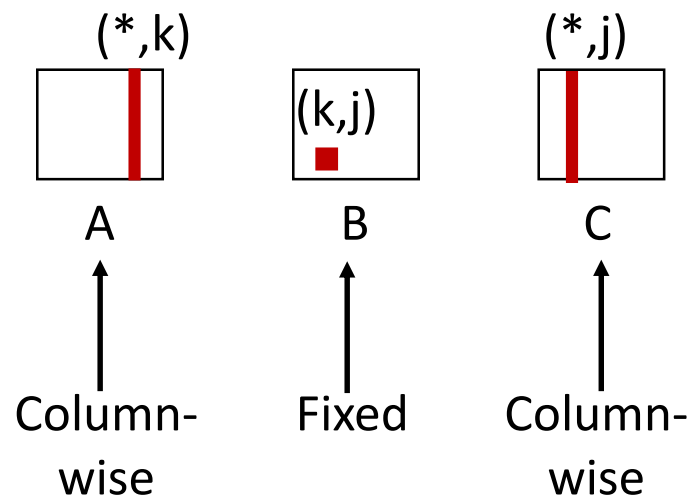 (*,k)
(*,j)
(k,j)
A
B
C
Column-
wise
Fixed
Column-
wise